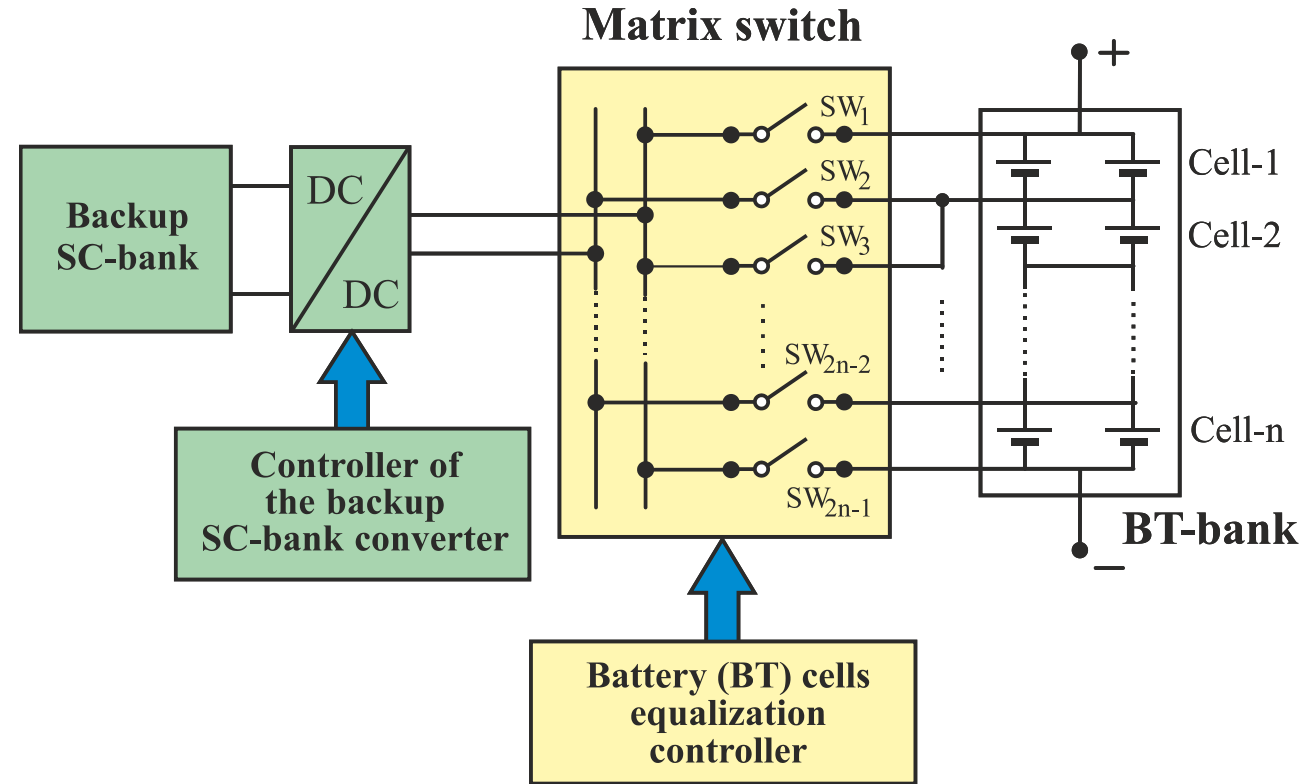 Matrix switch
Backup
SC-bank
DC
DC
SW1
SW2
SW3
SW2n-2
SW2n-1
+
Cell-1
Cell-2
Cell-n
BT-bank
−
Controller of
the backup
SC-bank converter
Battery (BT) cells
equalization
controller